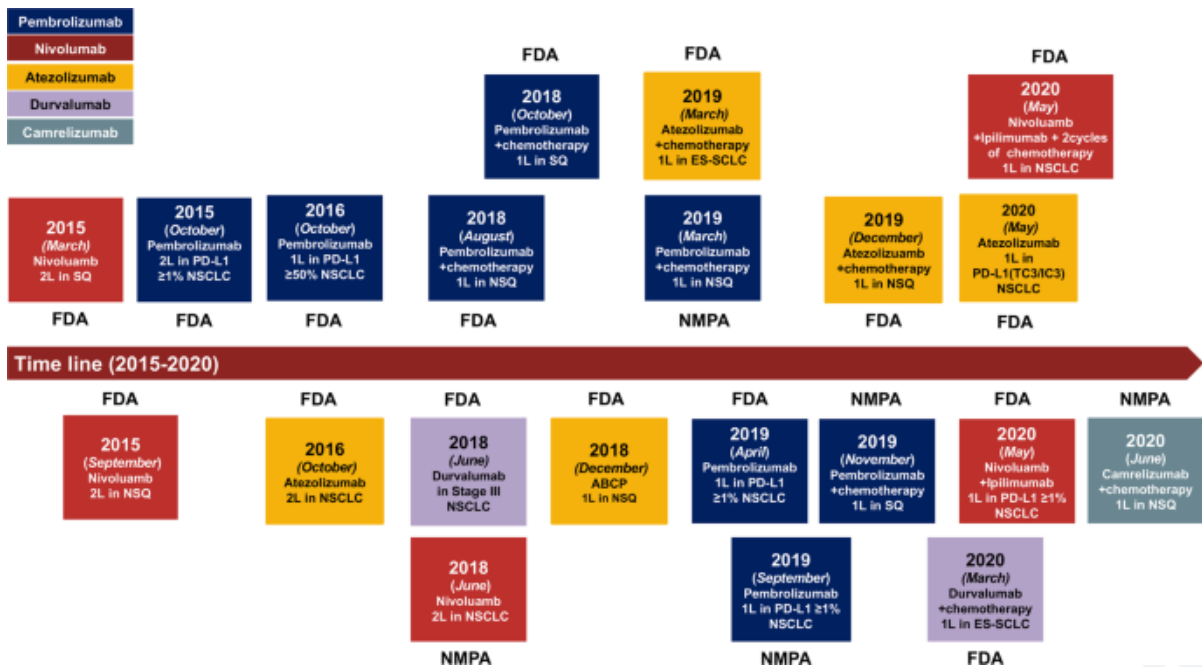 Pembrolizumab
Nivolumab
Atezolizumab
Durvalumab
Camrelizumab
FDA
2018
(October)
Pembrolizumab
+chemotherapy
1L in SQ
FDA
2019
(March)
Atezolizumab
+chemotherapy
1L in ES-SCLC
FDA
2020
(May)
Nivoluamb
+Ipilimumab + 2cycles
of chemotherapy
1L in NSCLC
2015
(March)
Nivoluamb
2L in SQ
FDA
2015
(October)
Pembrolizumab
2L in PD-L1
≥1% NSCLC
FDA
2016
(October)
Pembrolizumab
1L in PD-L1
≥50% NSCLC
FDA
2018
(August)
Pembrolizumab
+chemotherapy
1L in NSQ
FDA
2019
(March)
Pembrolizumab
+chemotherapy
1L in NSQ
NMPA
2019
(December)
Atezolizuamb
+chemotherapy
1L in NSQ
FDA
2020
(May)
Atezolizumab
1L in
PD-L1(TC3/IC3)
NSCLC
FDA
Time line (2015-2020)
FDA
2015
(September)
Nivoluamb
2L in NSQ
FDA
2016
(October)
Atezolizumab
2L in NSCLC
FDA
2018
(June)
Durvalumab
in Stage III
NSCLC
FDA
2018
(December)
ABCP
1L in NSQ
FDA
2019
(April)
Pembrolizumab
1L in PD-L1
≥1% NSCLC
NMPA
2019
(November)
Pembrolizumab
+chemotherapy
1L in SQ
FDA
2020
(May)
Nivoluamb
+Ipilimumab
1L in PD-L1 ≥1%
NSCLC
NMPA
2020
(June)
Camrelizumab
+chemotherapy
1L in NSQ
2018
(June)
Nivoluamb
2L in NSCLC
NMPA
2019
(September)
Pembrolizumab
1L in PD-L1 ≥1%
NSCLC
NMPA
2020
(March)
Durvalumab
+chemotherapy
1L in ES-SCLC
FDA